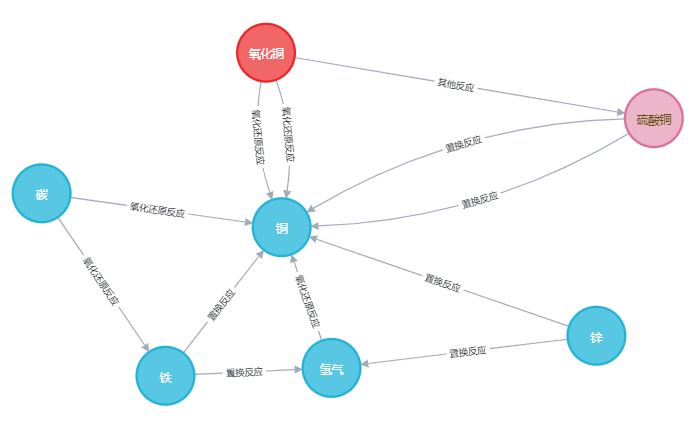 氧化铜
其他反应
硫酸铜
氧化还原反应
氧化还原反应
置换反应
置换反应
碳
氧化还原反应
铜
氧化还原反应
置换反应
氧化还原反应
置换反应
锌
置换反应
置换反应
铁
氢气